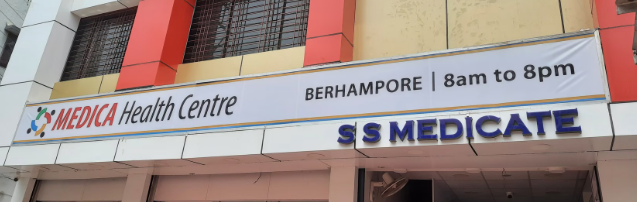 MEDICA Health Centre BERHAMPORE | 8am to 8pm
S S MEDICATE